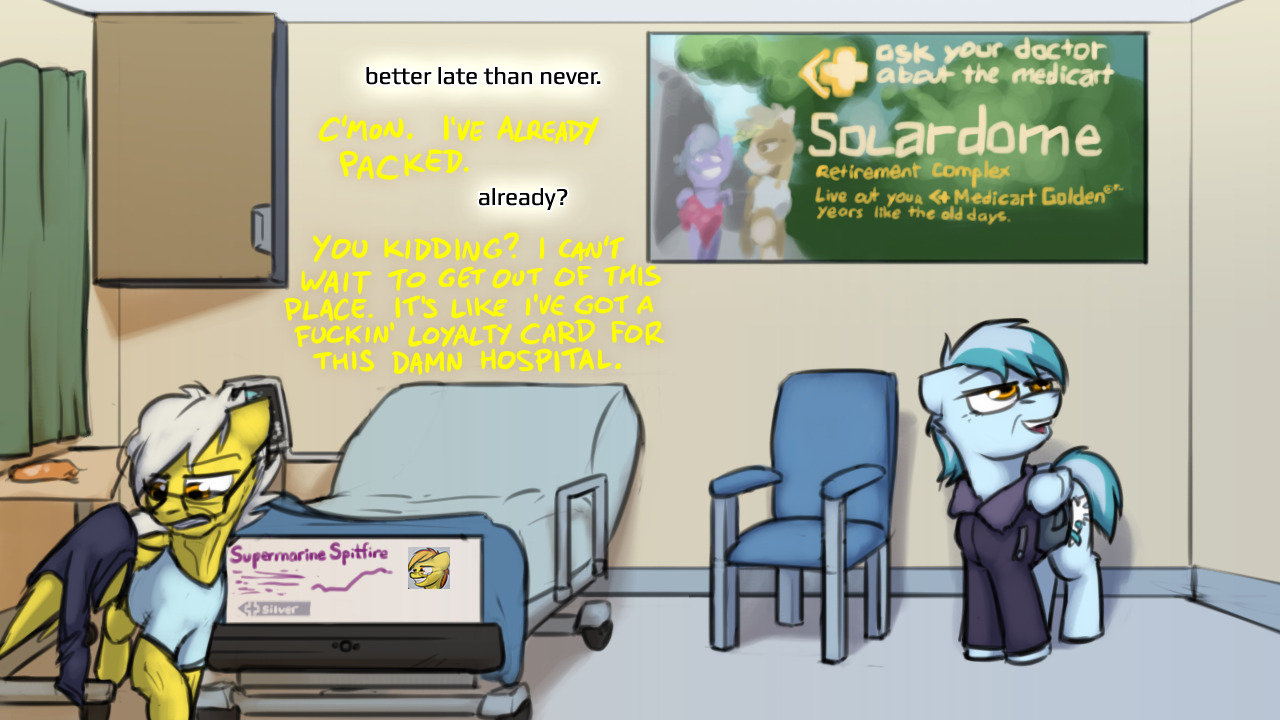 better late than never.
C'MON. I'VE ALREADY
PACKED.
already?
YOU KIDDING? I CAN'T
WAIT TO GET OUT OF THIS
PLACE. IT'S LIKE I'VE GOT A
FUCKIN' LOYALTY CARD FOR
THIS DAMN HOSPITAL.
ask your doctor
about the medicart
Solardome
Retirement Complex
Live out your Medicart Golden
years like the old days.
Supermarine Spitfire
Silver